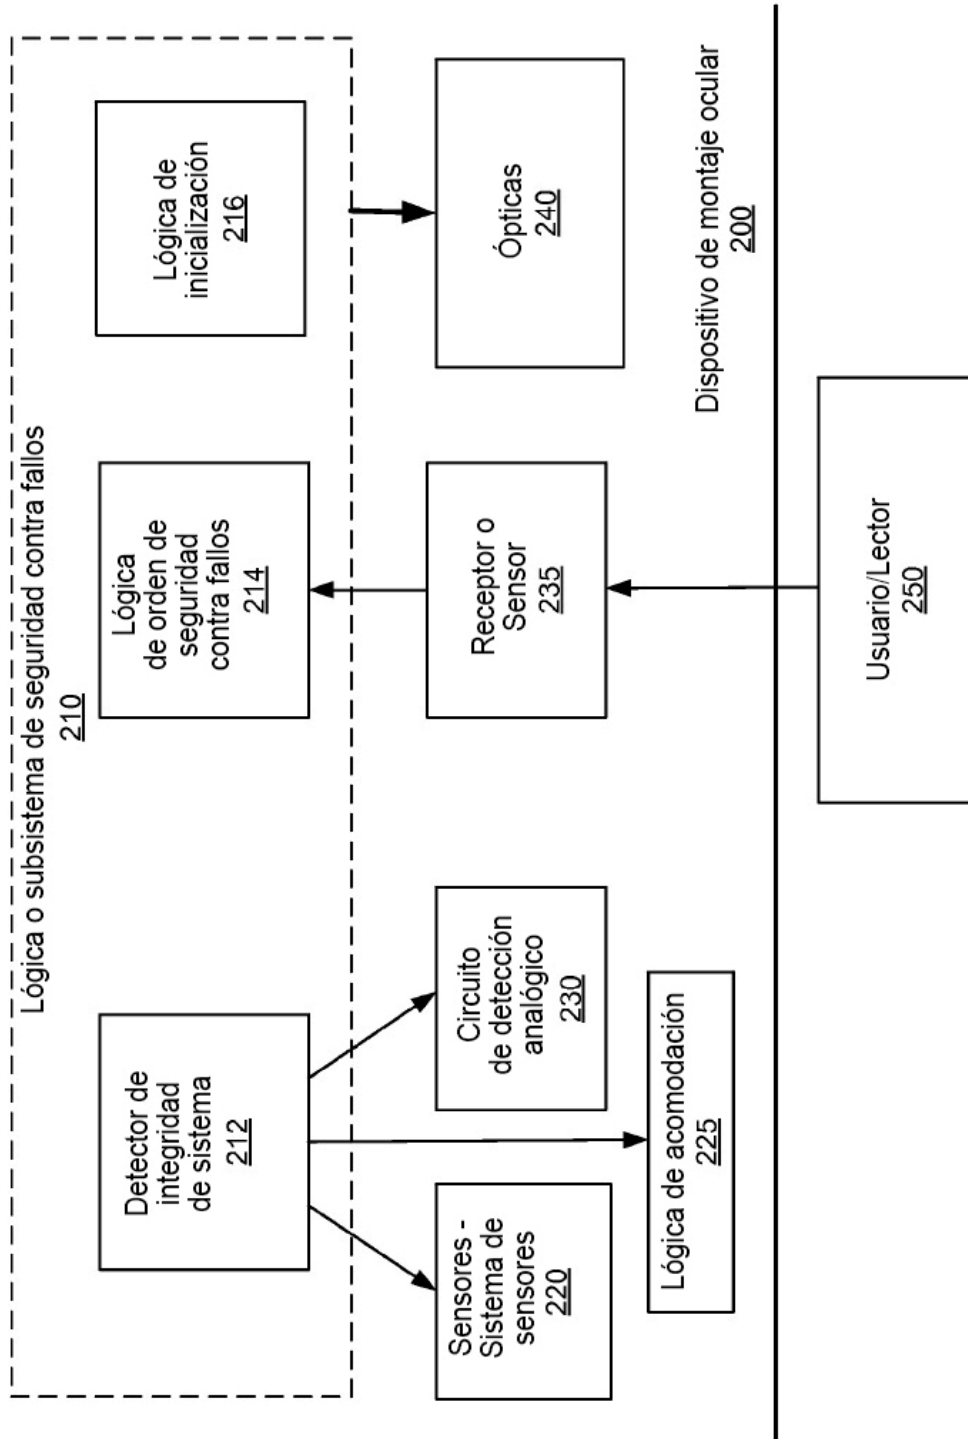 Lógica o subsistema de seguridad contra fallos
210
Detector de
integridad
de sistema
212
Lógica
de orden de
seguridad
contra fallos
214
Lógica de
inicialización
216
Sensores -
Sistema de
sensores
220
Circuito
de detección
analógico
230
Receptor o
Sensor
235
Ópticas
240
Lógica de acomodación
225
Dispositivo de montaje ocular
200
Usuario/Lector
250